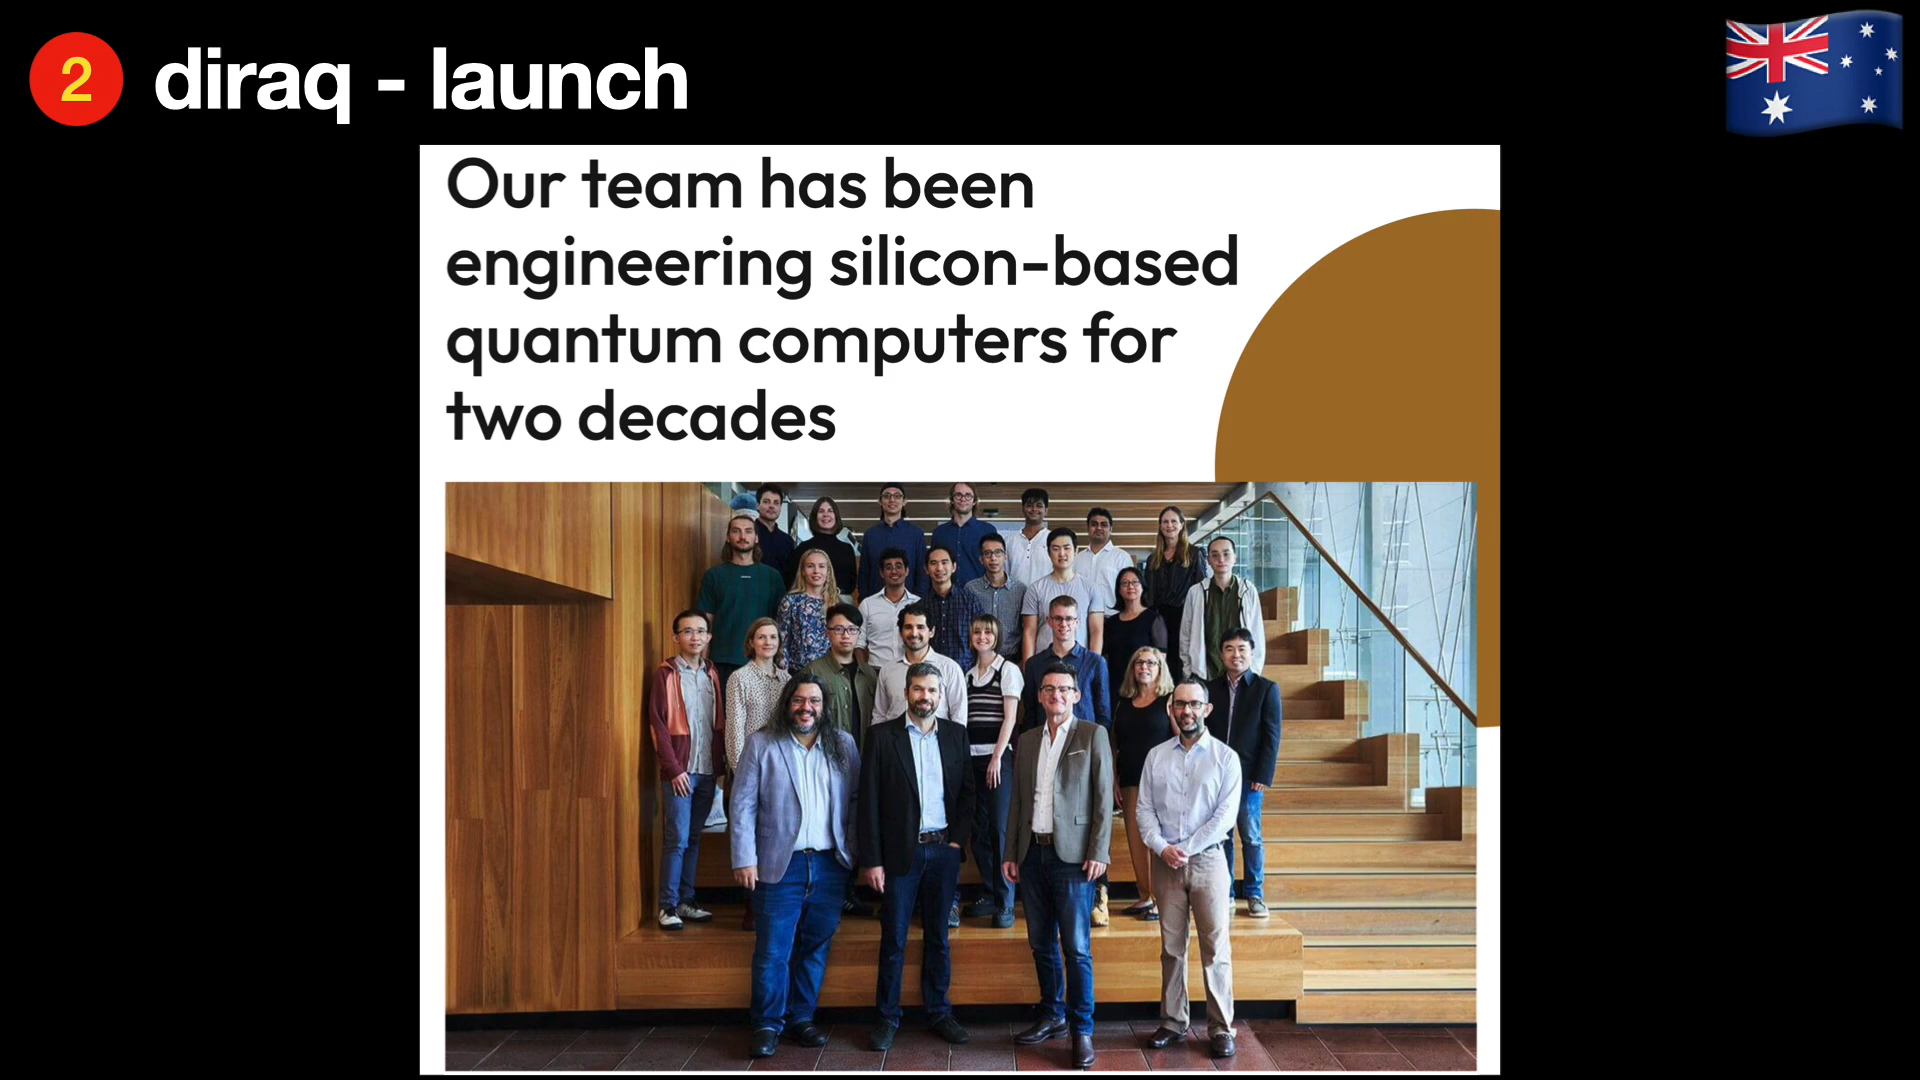 2 diraq - launch
Our team has been
engineering silicon-based
quantum computers for
two decades